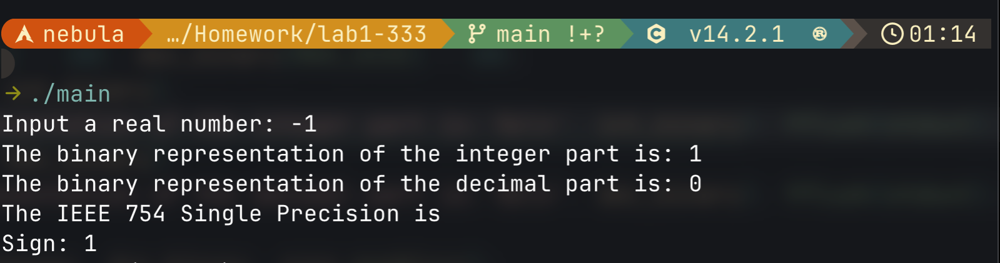 nebula …/Homework/lab1-333 main !+? C v14.2.1 R 01:14
→ ./main
Input a real number: -1
The binary representation of the integer part is: 1
The binary representation of the decimal part is: 0
The IEEE 754 Single Precision is
Sign: 1